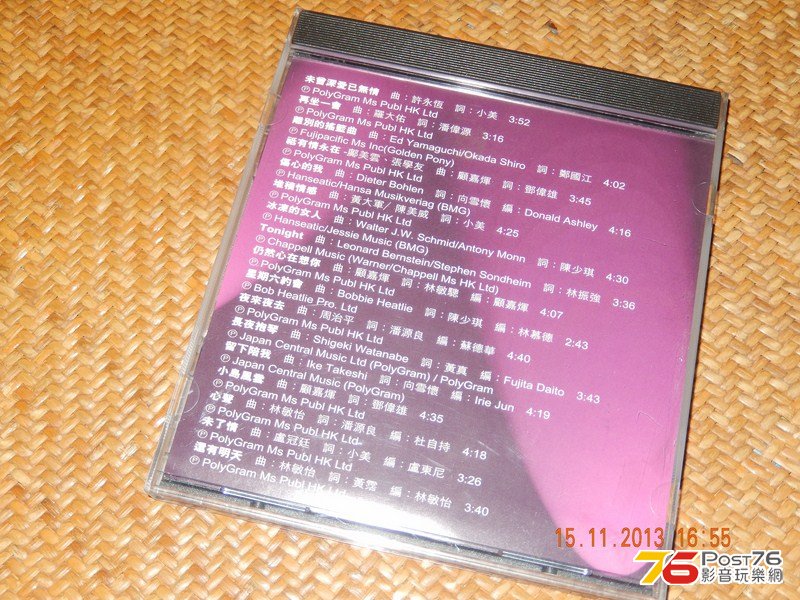 未曾深愛已無情 曲:許永恆 詞:小美 3:52
Ⓟ PolyGram Ms Publ HK Ltd
再坐一會 曲:羅大佑 詞:潘偉源 3:16
Ⓟ PolyGram Ms Publ HK Ltd
離別的搖籃曲 曲:Ed Yamaguchi/Okada Shiro 詞:鄭國江 4:02
Ⓟ Fujipacific Ms Inc(Golden Pony)
福有情永在 -鄺美雲、張學友 曲:顧嘉煇 詞:鄧偉雄 3:45
Ⓟ PolyGram Ms Publ HK Ltd
傷心的我 曲:Dieter Bohlen 詞:向雪懷 編:Donald Ashley 4:16
Ⓟ Hanseatic/Hansa Musikverlag (BMG)
堆積情感 曲:黃大軍/陳美威 詞:小美 4:25
Ⓟ PolyGram Ms Publ HK Ltd
冰凍的女人 曲:Walter J.W. Schmid/Antony Monn 詞:陳少琪 4:30
Ⓟ Hanseatic/Jessie Music (BMG)
Tonight 曲:Leonard Bernstein/Stephen Sondheim 詞:林振強 3:36
Ⓟ Chappell Music (Warner/Chappell Ms HK Ltd)
仍然心在想你 曲:顧嘉煇 詞:林敏驄 編:顧嘉煇 4:07
Ⓟ PolyGram Ms Publ HK Ltd
星期六約會 曲:Bobbie Heatlie 詞:陳少琪 編:林慕德 2:43
Ⓟ Bob Heatlie Pro. Ltd
夜來夜去 曲:周治平 詞:潘源良 編:蘇德華 4:40
Ⓟ PolyGram Ms Publ HK Ltd
長夜抱琴 曲:Shigeki Watanabe 詞:黃真 編:Fujita Daito 3:43
Ⓟ Japan Central Music Ltd (PolyGram) / PolyGram
留下陪我 曲:Ike Takeshi 詞:向雪懷 編:Irie Jun 4:19
Ⓟ Japan Central Music (PolyGram)
小島風雲 曲:顧嘉煇 詞:鄧偉雄 4:35
Ⓟ PolyGram Ms Publ HK Ltd
心聲 曲:林敏怡 詞:潘源良 編:杜自持 4:18
Ⓟ PolyGram Ms Publ HK Ltd
未了情 曲:盧冠廷 詞:小美 編:盧東尼 3:26
Ⓟ PolyGram Ms Publ HK Ltd
還有明天 曲:林敏怡 詞:黃霑 編:林敏怡 3:40
Ⓟ PolyGram Ms Publ HK Ltd
15.11.2013 16:55
76 POST76
影音玩樂網